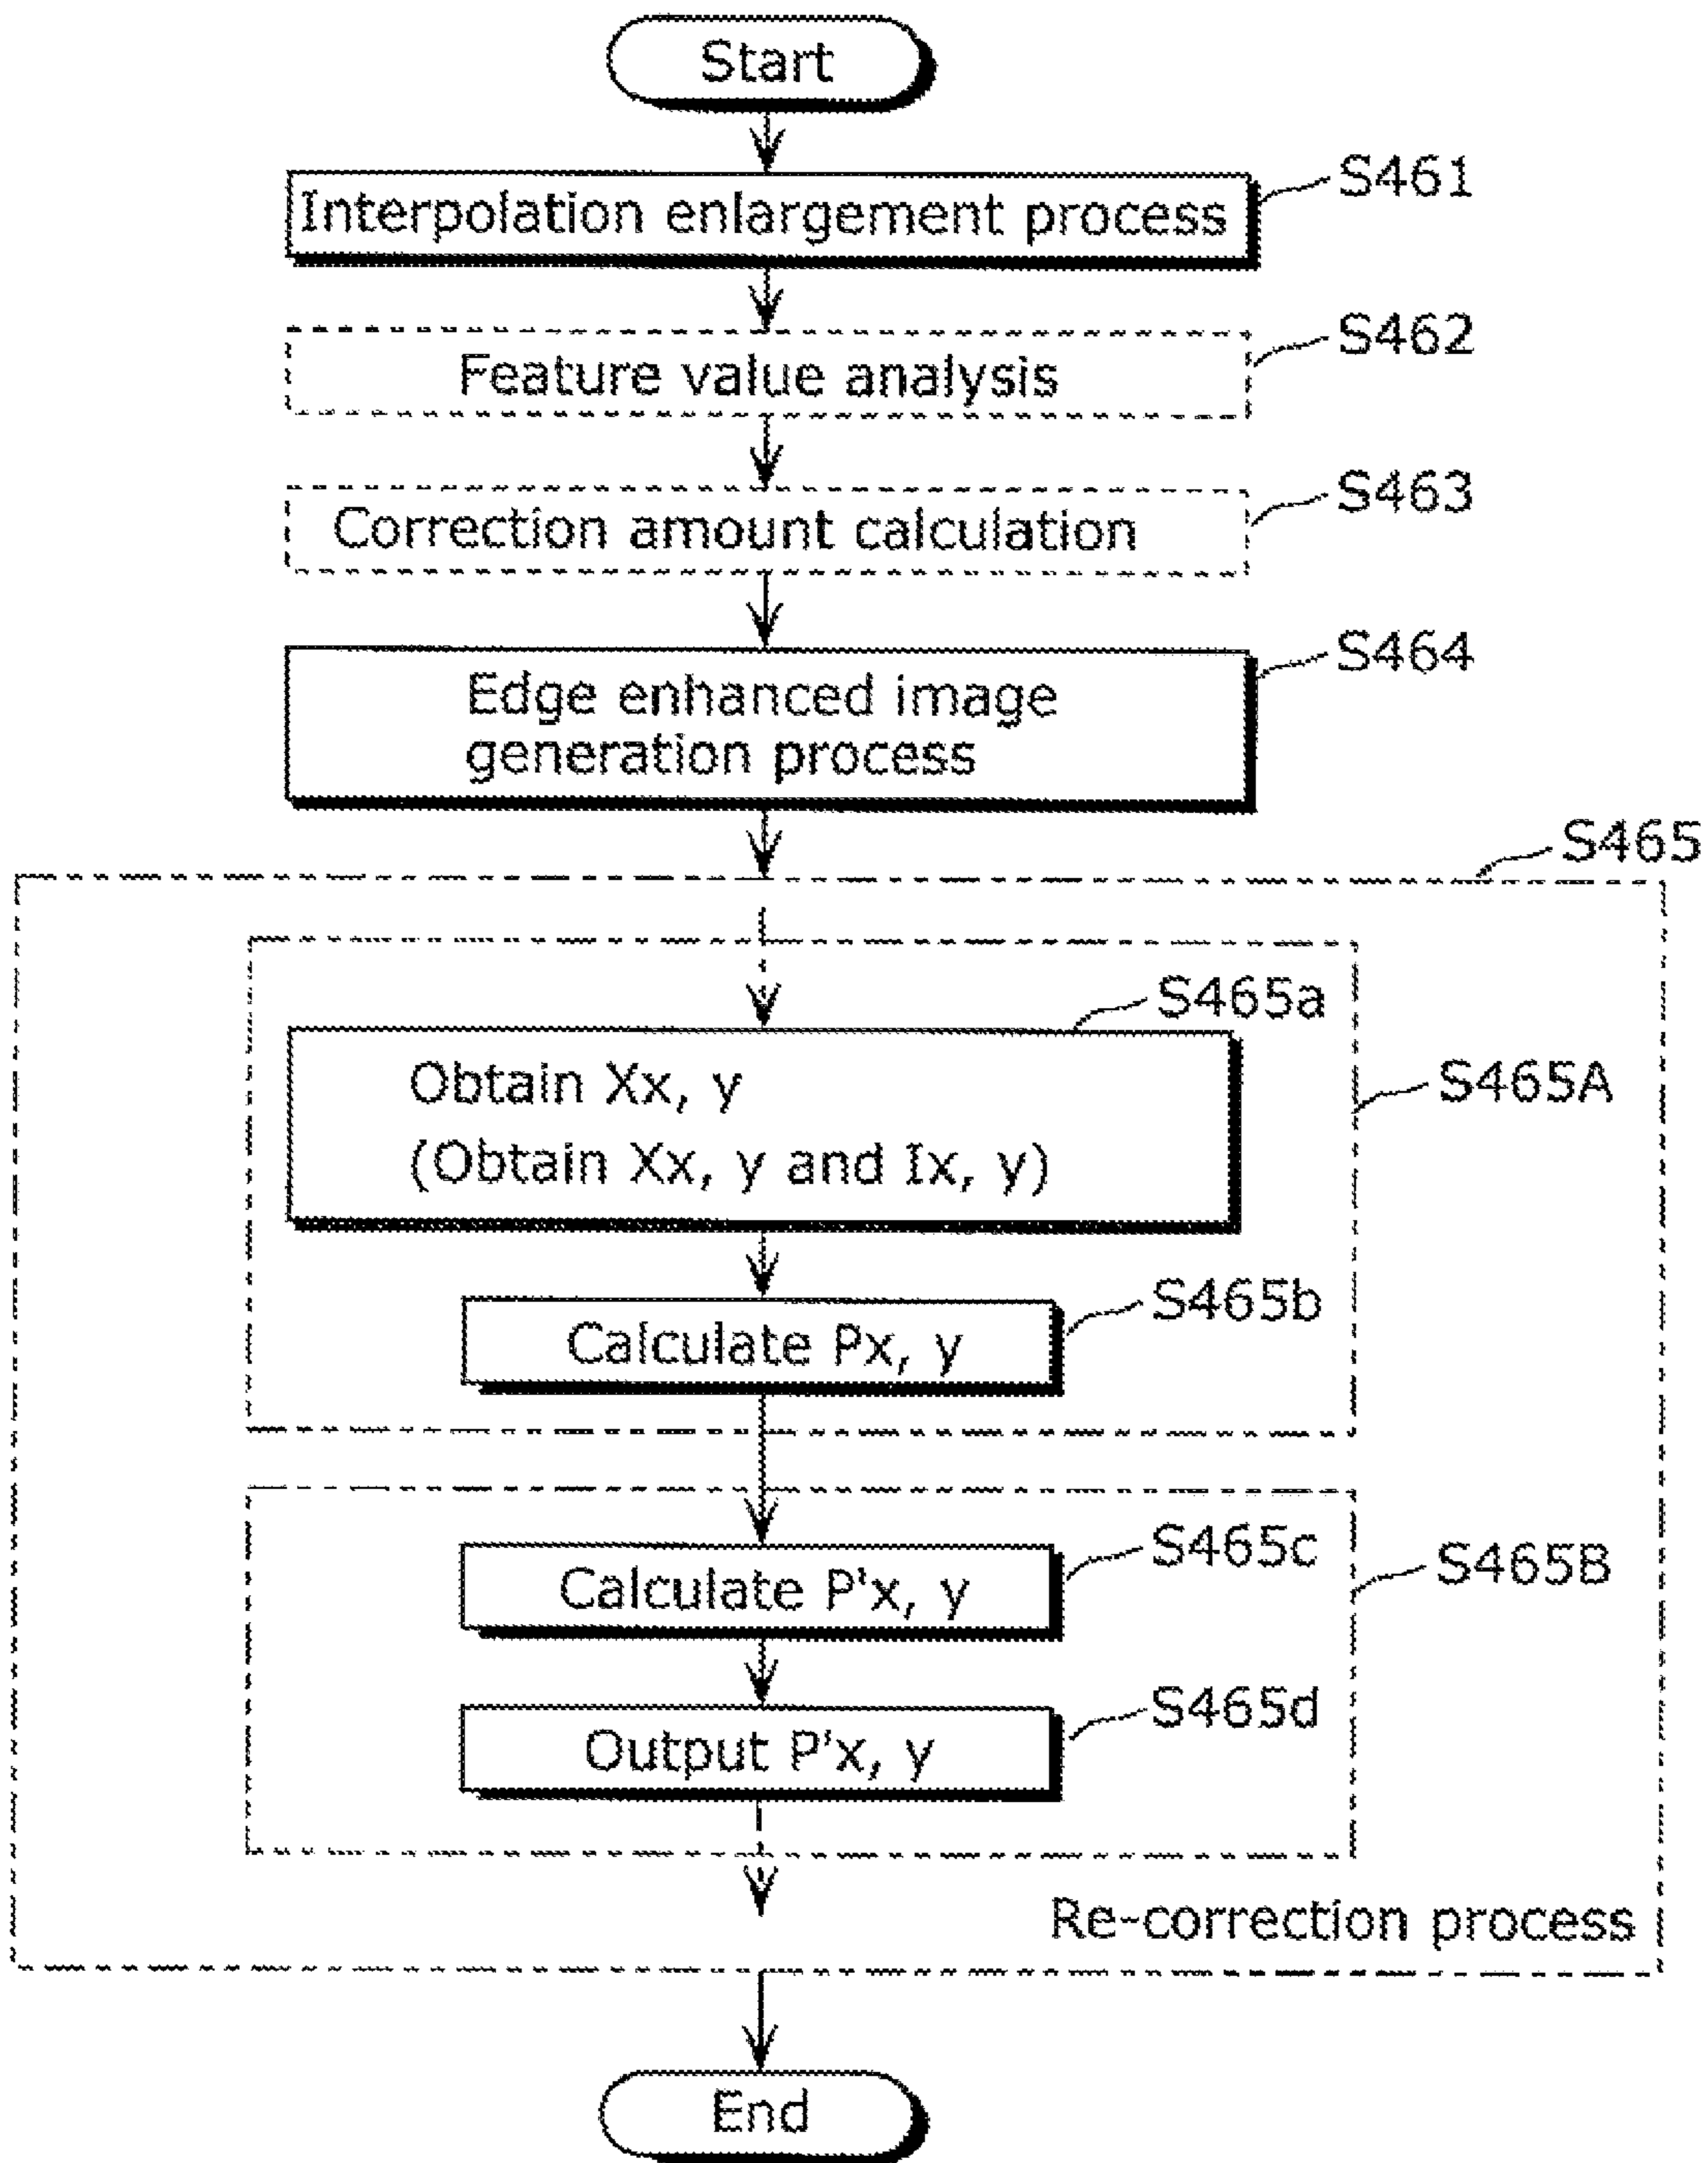 Start
Interpolation enlargement process
S461
Feature value analysis
S462
Correction amount calculation
S463
Edge enhanced image
generation process
S464
S465
S465a
Obtain Xx, y
(Obtain Xx, y and Ix, y)
S465A
S465b
Calculate Px, y
S465c
Calculate P'x, y
S465B
S465d
Output P'x, y
Re-correction process
End